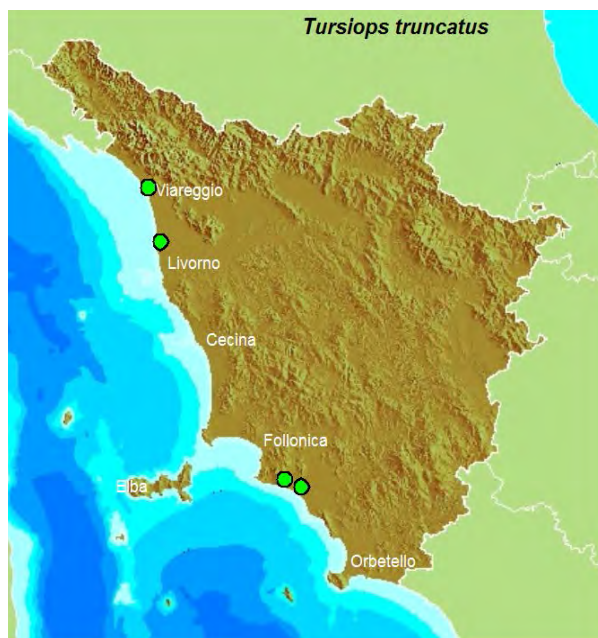 Tursiops truncatus
Viareggio
Livorno
Cecina
Follonica
Elba
Orbetello